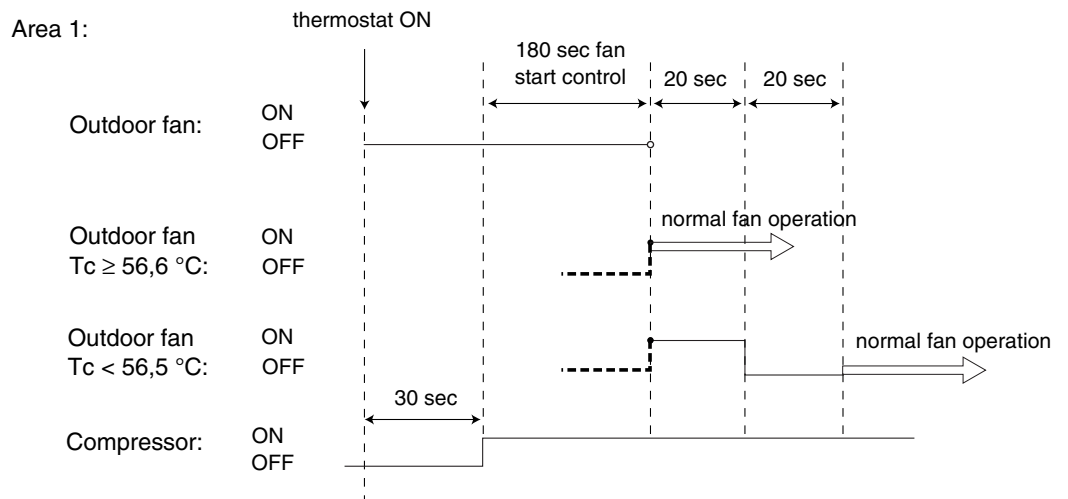 Area 1:
thermostat ON
180 sec fan
start control
20 sec
20 sec
Outdoor fan:
ON
OFF
normal fan operation
Outdoor fan
Tc ≥ 56,6 °C:
ON
OFF
Outdoor fan
Tc < 56,5 °C:
ON
OFF
normal fan operation
30 sec
Compressor:
ON
OFF